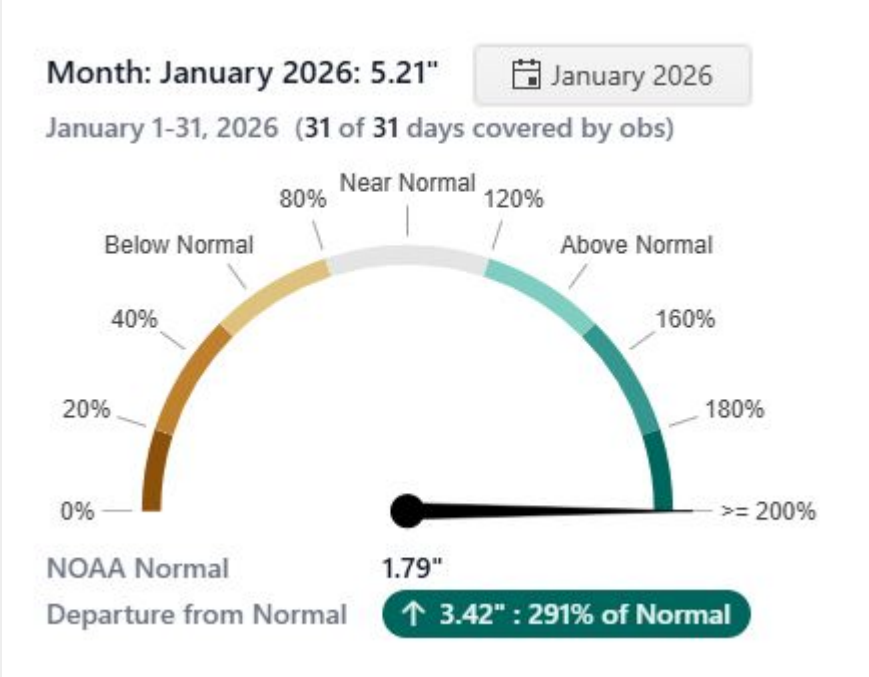 Month: January 2026: 5.21"
January 2026
January 1-31, 2026 (31 of 31 days covered by obs)
Near Normal
80%
120%
Below Normal
Above Normal
40%
160%
20%
180%
0%
>= 200%
NOAA Normal 1.79"
Departure from Normal ↑ 3.42" : 291% of Normal